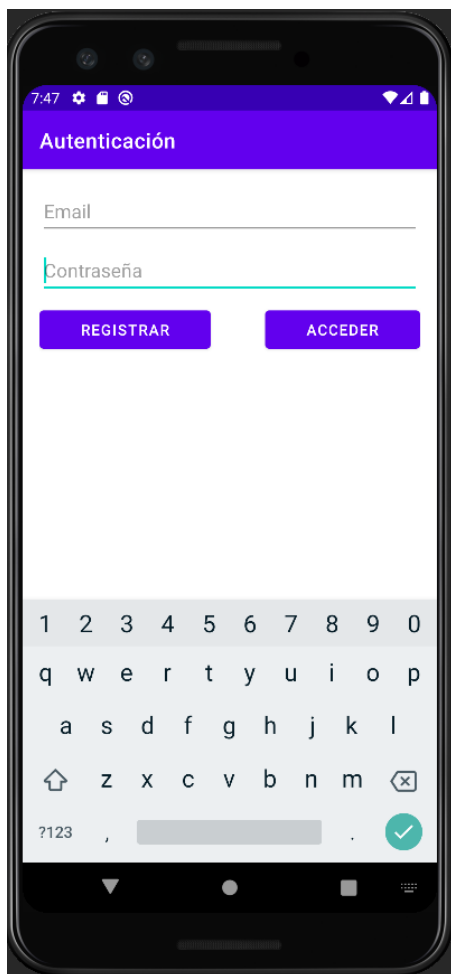 7:47
Autenticación
Email
Contraseña
REGISTRAR ACCEDER
1 2 3 4 5 6 7 8 9 0
q w e r t y u i o p
a s d f g h j k l
z x c v b n m
?123 , .